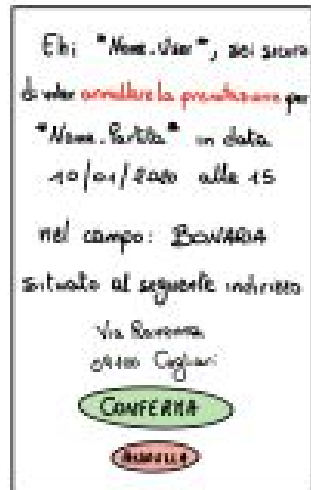 Ehi "Nome_User", sei sicuro
di voler annullare la prenotazione per
"Nome_Partita" in data
10/01/2020 alle 15
nel campo: BONARIA
situato al seguente indirizzo
Via Ravenna
09100 Cagliari
CONFERMA
ANNULLA